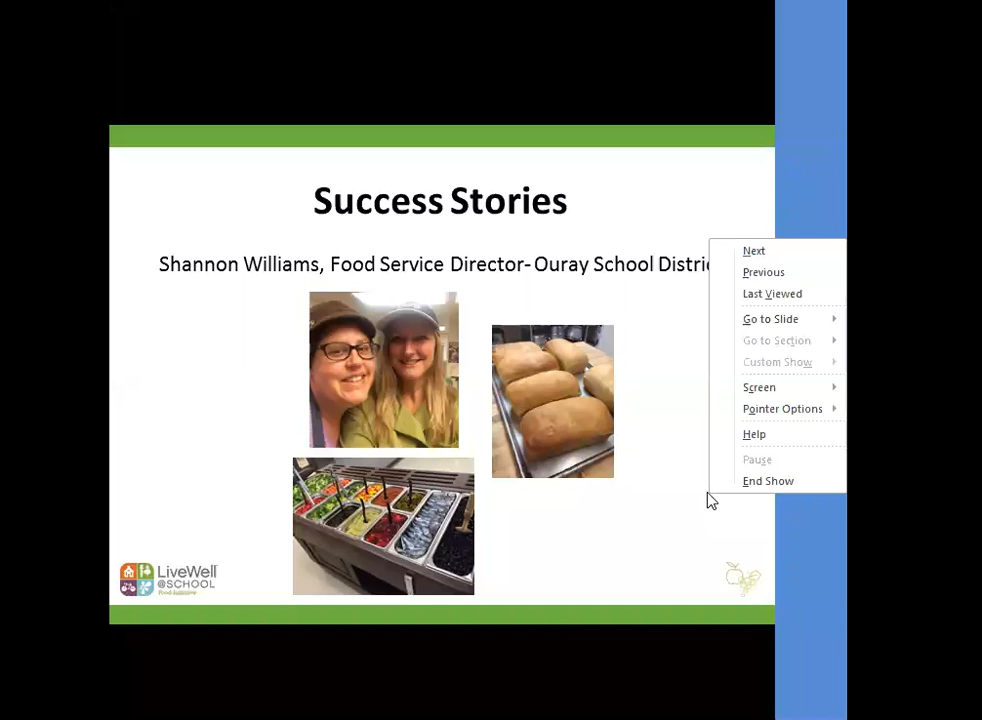 Success Stories
Shannon Williams, Food Service Director- Ouray School Distric
Next
Previous
Last Viewed
Go to Slide
Go to Section
Custom Show
Screen
Pointer Options
Help
Pause
End Show
LiveWell
@SCHOOL